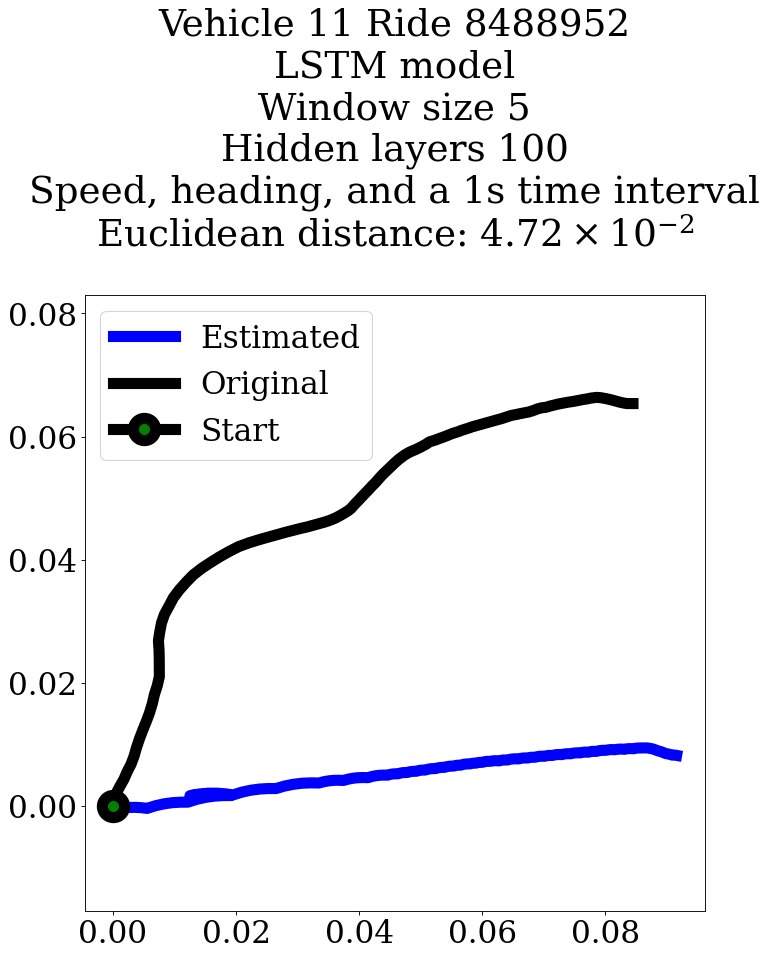 Vehicle 11 Ride 8488952
LSTM model
Window size 5
Hidden layers 100
Speed, heading, and a 1s time interval
Euclidean distance: 4.72 × 10⁻²
0.08
Estimated
Original
0.06
Start
0.04
0.02
0.00
0.00 0.02 0.04 0.06 0.08